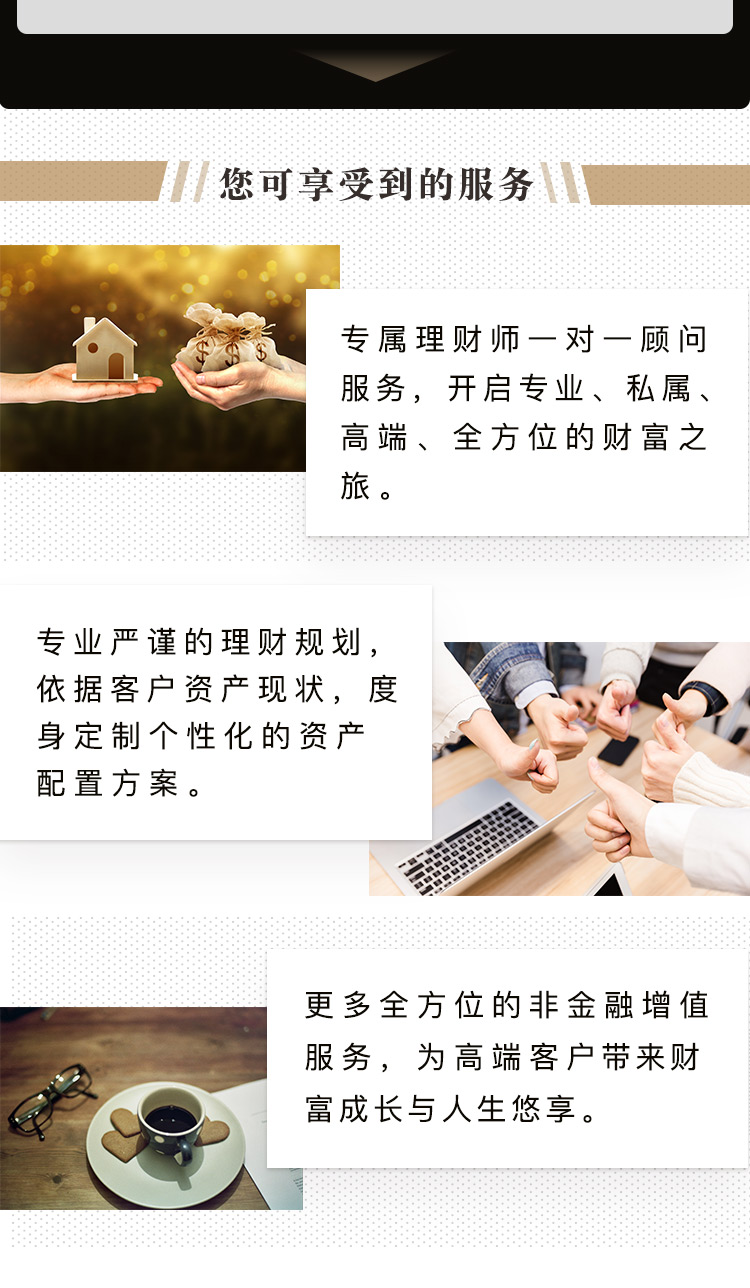 您可享受到的服务
专属理财师一对一顾问
服务，开启专业、私属、
高端、全方位的财富之
旅。
专业严谨的理财规划，
依据客户资产现状，度
身定制个性化的资产
配置方案。
更多全方位的非金融增值
服务，为高端客户带来财
富成长与人生悠享。